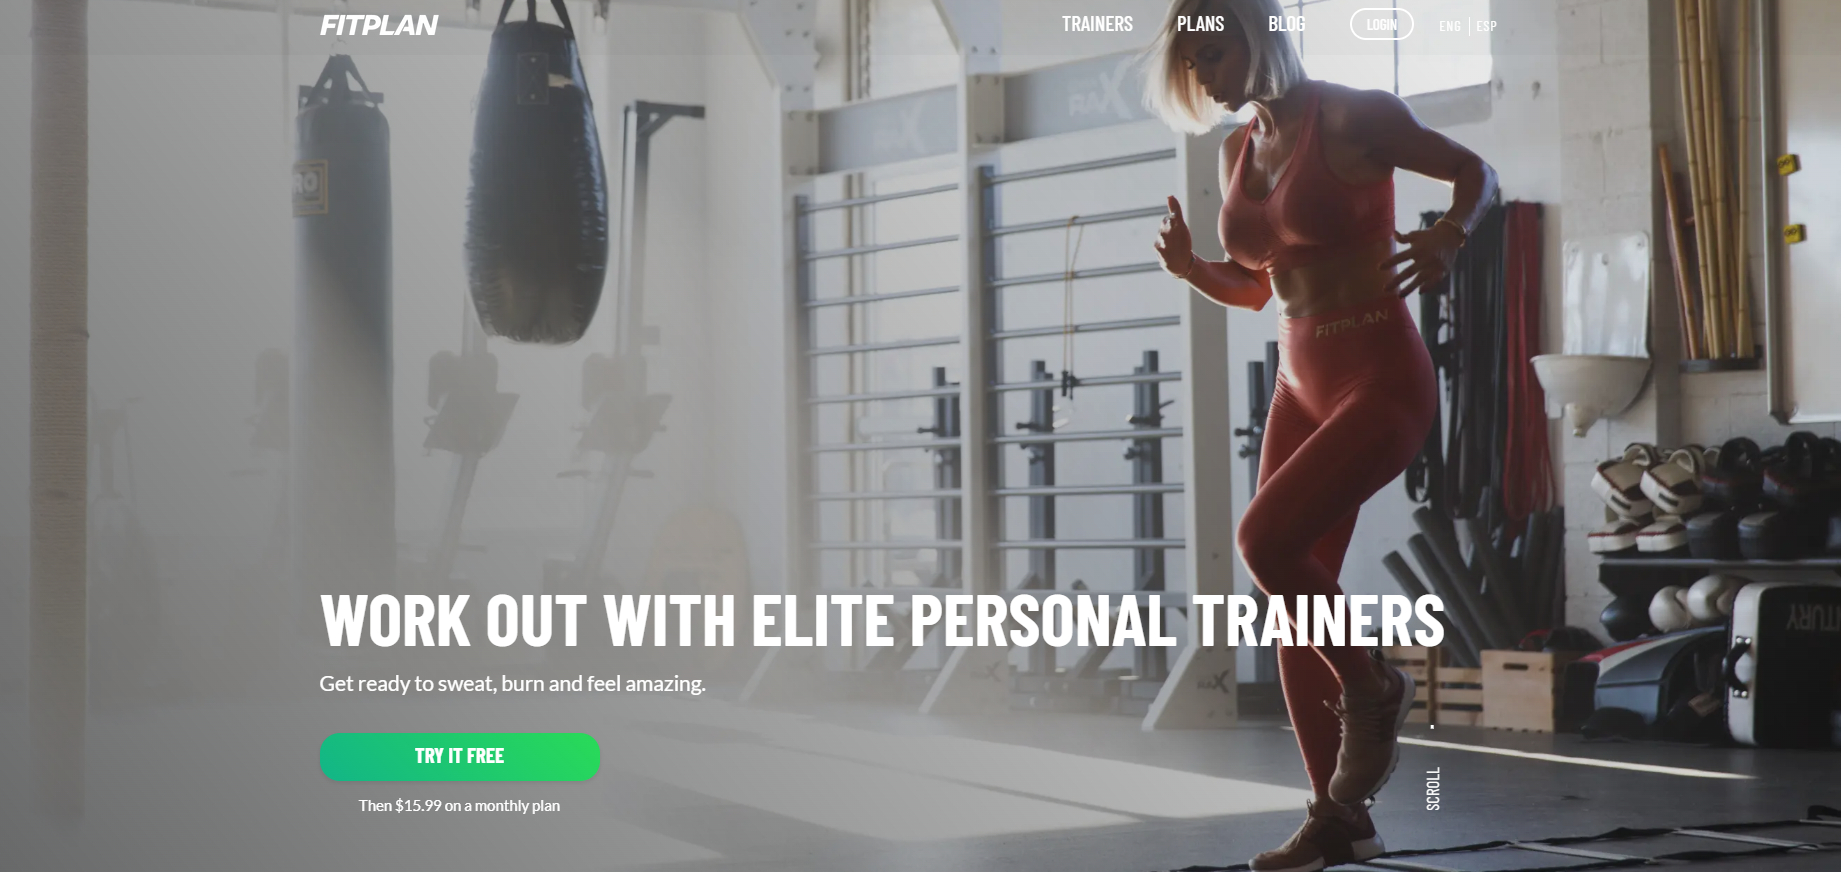 FITPLAN
TRAINERS PLANS BLOG LOGIN ENG ESP
RAX
FITPLAN
WORK OUT WITH ELITE PERSONAL TRAINERS
Get ready to sweat, burn and feel amazing.
TRY IT FREE
Then $15.99 on a monthly plan
SCROLL